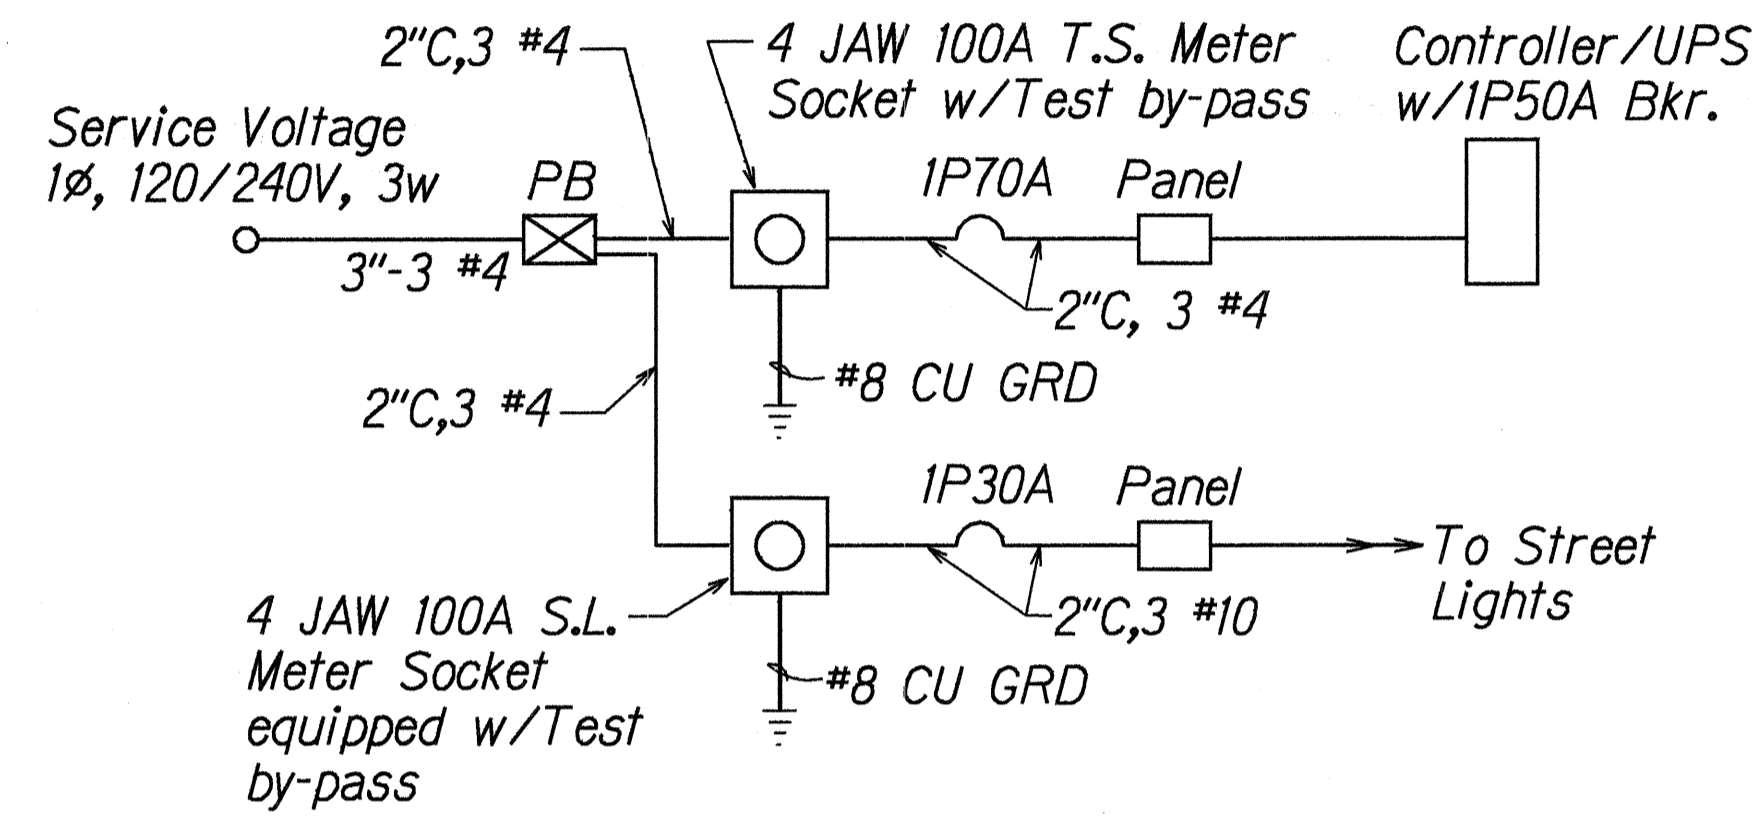 2"C,3 #4
4 JAW 100A T.S. Meter
Socket w/Test by-pass
Controller/UPS
w/1P50A Bkr.
Service Voltage
1ø, 120/240V, 3w
PB
1P70A
Panel
3"-3 #4
2"C, 3 #4
#8 CU GRD
2"C,3 #4
1P30A
Panel
To Street
Lights
4 JAW 100A S.L.
Meter Socket
equipped w/Test
by-pass
2"C,3 #10
#8 CU GRD